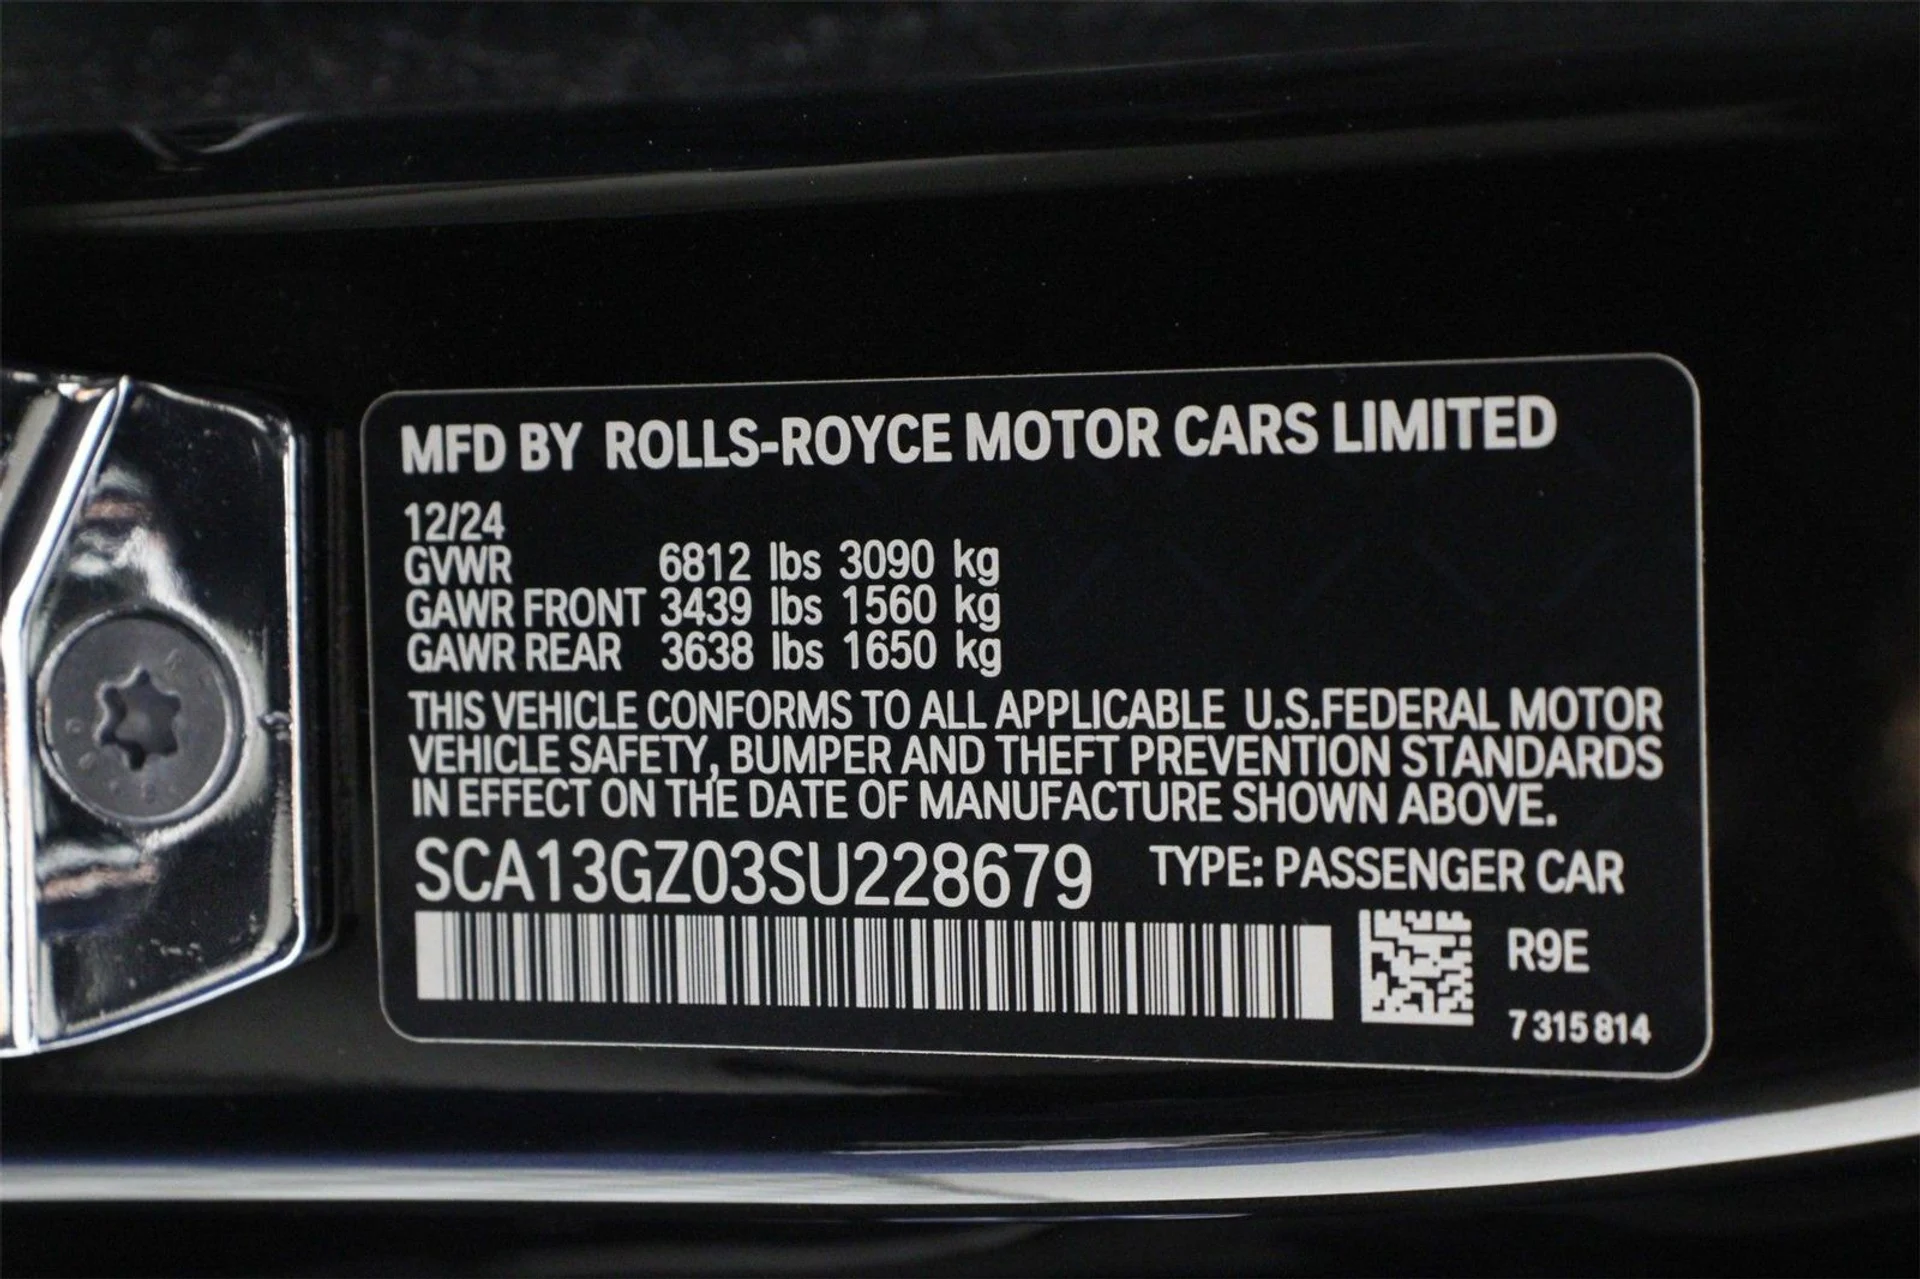 MFD BY ROLLS-ROYCE MOTOR CARS LIMITED
12/24
GVWR 6812 lbs 3090 kg
GAWR FRONT 3439 lbs 1560 kg
GAWR REAR 3638 lbs 1650 kg
THIS VEHICLE CONFORMS TO ALL APPLICABLE U.S.FEDERAL MOTOR
VEHICLE SAFETY, BUMPER AND THEFT PREVENTION STANDARDS
IN EFFECT ON THE DATE OF MANUFACTURE SHOWN ABOVE.
SCA13GZ03SU228679 TYPE: PASSENGER CAR
R9E
7 315 814